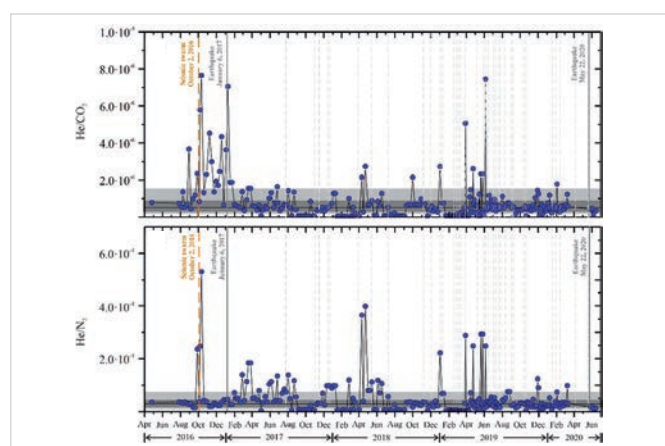 1.0·10⁻⁵
8.0·10⁻⁶
6.0·10⁻⁶
4.0·10⁻⁶
2.0·10⁻⁶
He/CO₂
Seismic swarm
October 2, 2016
Earthquake
January 6, 2017
Earthquake
May 22, 2020
6.0·10⁻⁴
4.0·10⁻⁴
2.0·10⁻⁴
He/N₂
Seismic swarm
October 2, 2016
Earthquake
January 6, 2017
Earthquake
May 22, 2020
Apr Jun Aug Oct Dec Feb Apr Jun Aug Oct Dec Feb Apr Jun Aug Oct Dec Feb Apr Jun Aug Oct Dec Feb Apr Jun
2016 2017 2018 2019 2020